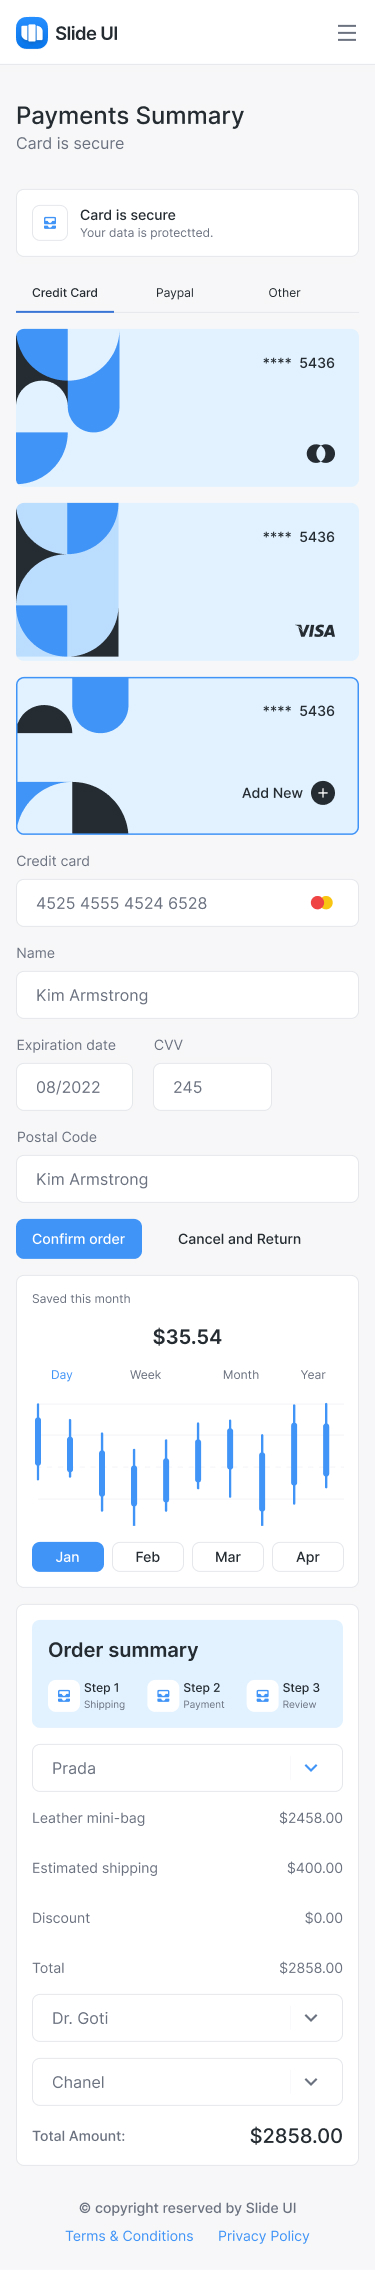 Slide UI
Payments Summary
Card is secure
Card is secure
Your data is protectted.
Credit Card Paypal Other
**** 5436
**** 5436
VISA
**** 5436
Add New
Credit card
4525 4555 4524 6528
Name
Kim Armstrong
Expiration date CVV
08/2022 245
Postal Code
Kim Armstrong
Confirm order Cancel and Return
Saved this month
$35.54
Day Week Month Year
Jan Feb Mar Apr
Order summary
Step 1 Step 2 Step 3
Shipping Payment Review
Prada
Leather mini-bag $2458.00
Estimated shipping $400.00
Discount $0.00
Total $2858.00
Dr. Goti
Chanel
Total Amount: $2858.00
© copyright reserved by Slide UI
Terms & Conditions Privacy Policy